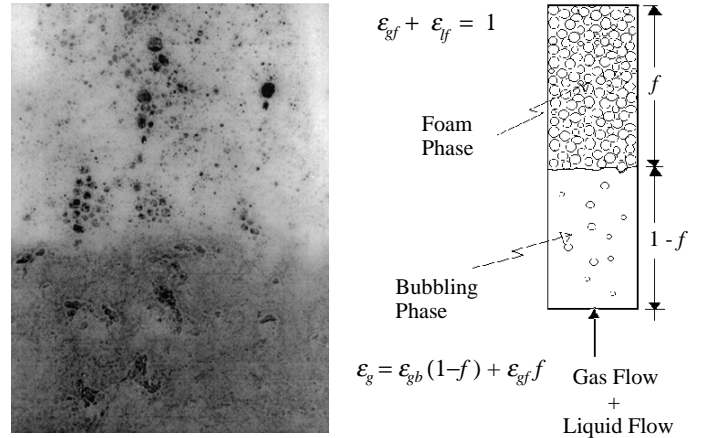 ε_gf + ε_lf = 1
f
Foam
Phase
1 - f
Bubbling
Phase
ε_g = ε_gb (1–f) + ε_gf f
Gas Flow
+
Liquid Flow